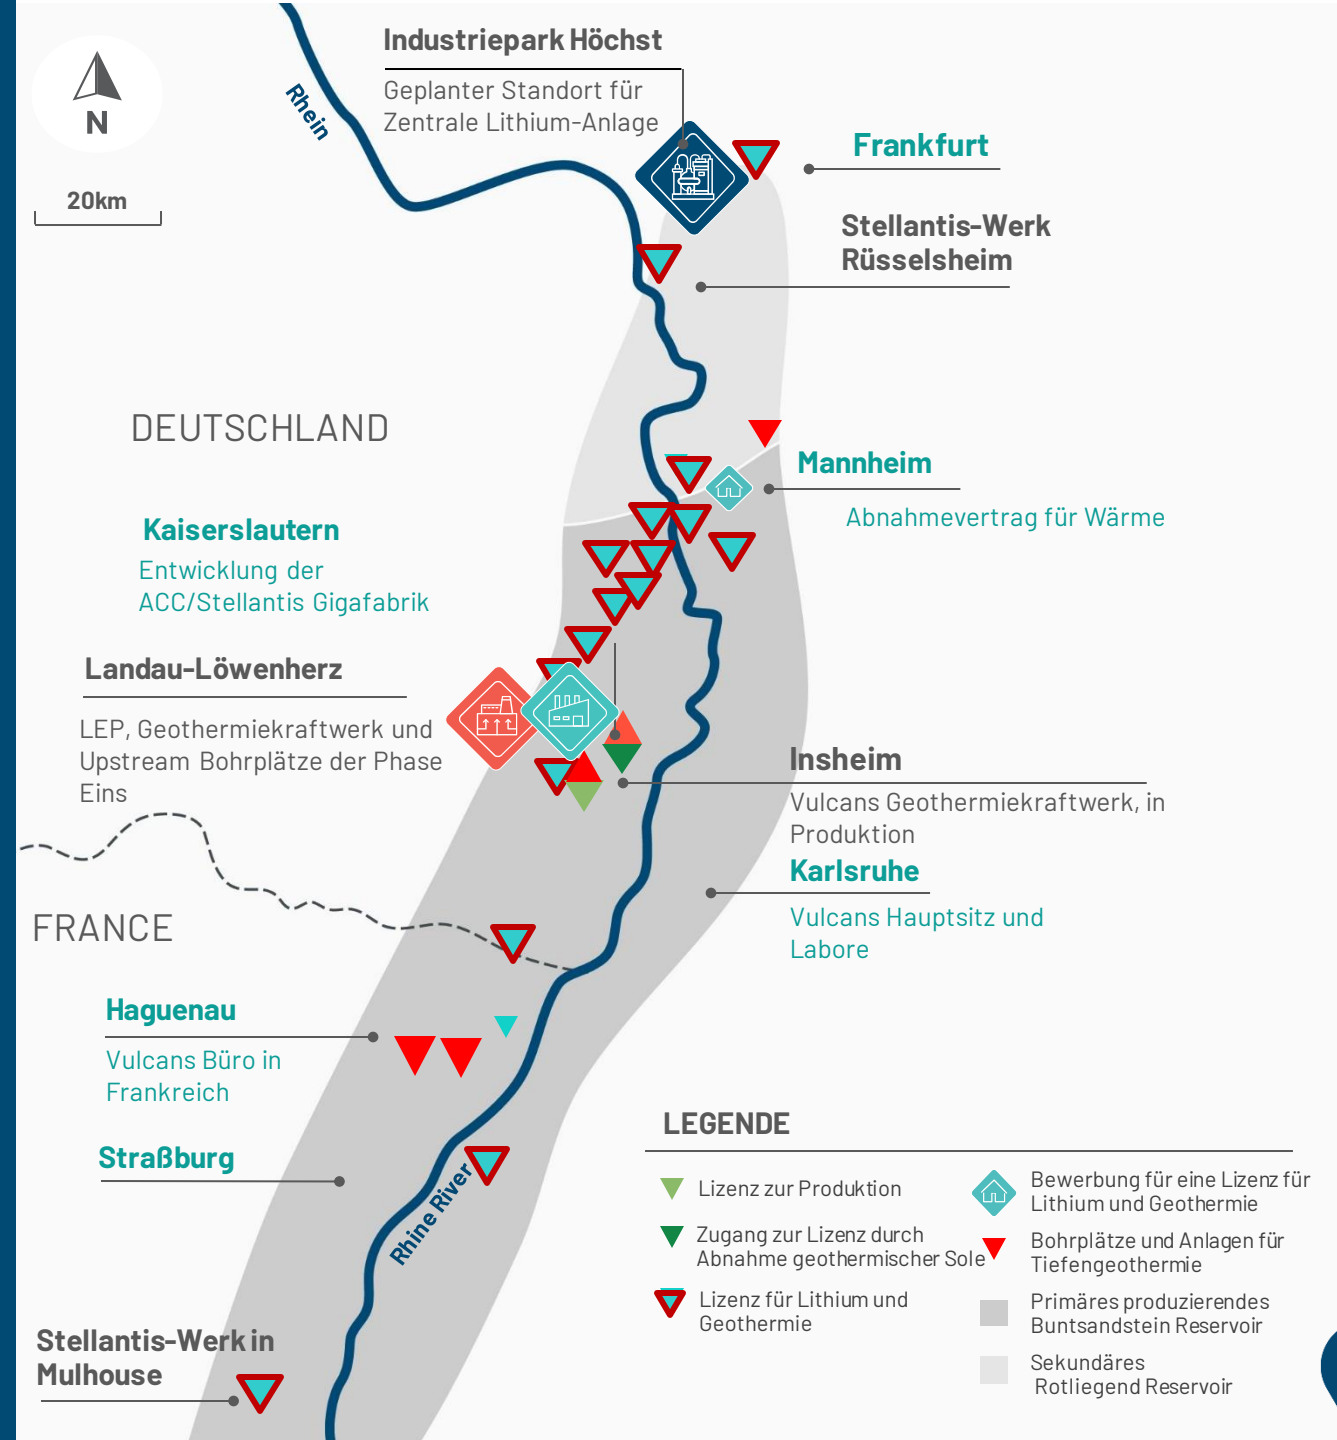 Industriepark Höchst
Geplanter Standort für
Zentrale Lithium-Anlage
N
20km
Rhein
Frankfurt
Stellantis-Werk
Rüsselsheim
DEUTSCHLAND
Mannheim
Abnahmevertrag für Wärme
Kaiserslautern
Entwicklung der
ACC/Stellantis Gigafabrik
Landau-Löwenherz
LEP, Geothermiekraftwerk und
Upstream Bohrplätze der Phase
Eins
Insheim
Vulcans Geothermiekraftwerk, in
Produktion
Karlsruhe
Vulcans Hauptsitz und
Labore
FRANCE
Haguenau
Vulcans Büro in
Frankreich
Straßburg
Rhine River
Stellantis-Werk in
Mulhouse
LEGENDE
Lizenz zur Produktion
Zugang zur Lizenz durch
Abnahme geothermischer Sole
Lizenz für Lithium und
Geothermie
Bewerbung für eine Lizenz für
Lithium und Geothermie
Bohrplätze und Anlagen für
Tiefengeothermie
Primäres produzierendes
Buntsandstein Reservoir
Sekundäres
Rotliegend Reservoir